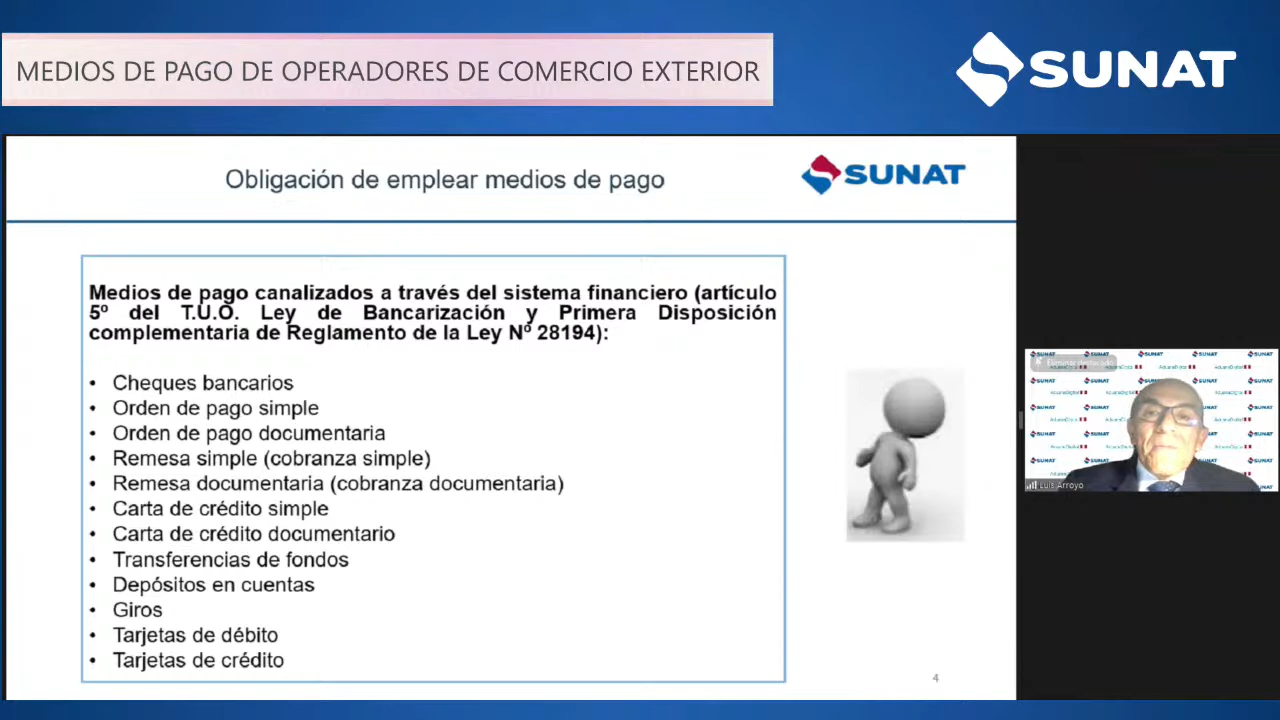 MEDIOS DE PAGO DE OPERADORES DE COMERCIO EXTERIOR
SUNAT
Obligación de emplear medios de pago
SUNAT
Medios de pago canalizados a través del sistema financiero (artículo
5º del T.U.O. Ley de Bancarización y Primera Disposición
complementaria de Reglamento de la Ley Nº 28194):
• Cheques bancarios
• Orden de pago simple
• Orden de pago documentaria
• Remesa simple (cobranza simple)
• Remesa documentaria (cobranza documentaria)
• Carta de crédito simple
• Carta de crédito documentario
• Transferencias de fondos
• Depósitos en cuentas
• Giros
• Tarjetas de débito
• Tarjetas de crédito
4
Luis Arroyo